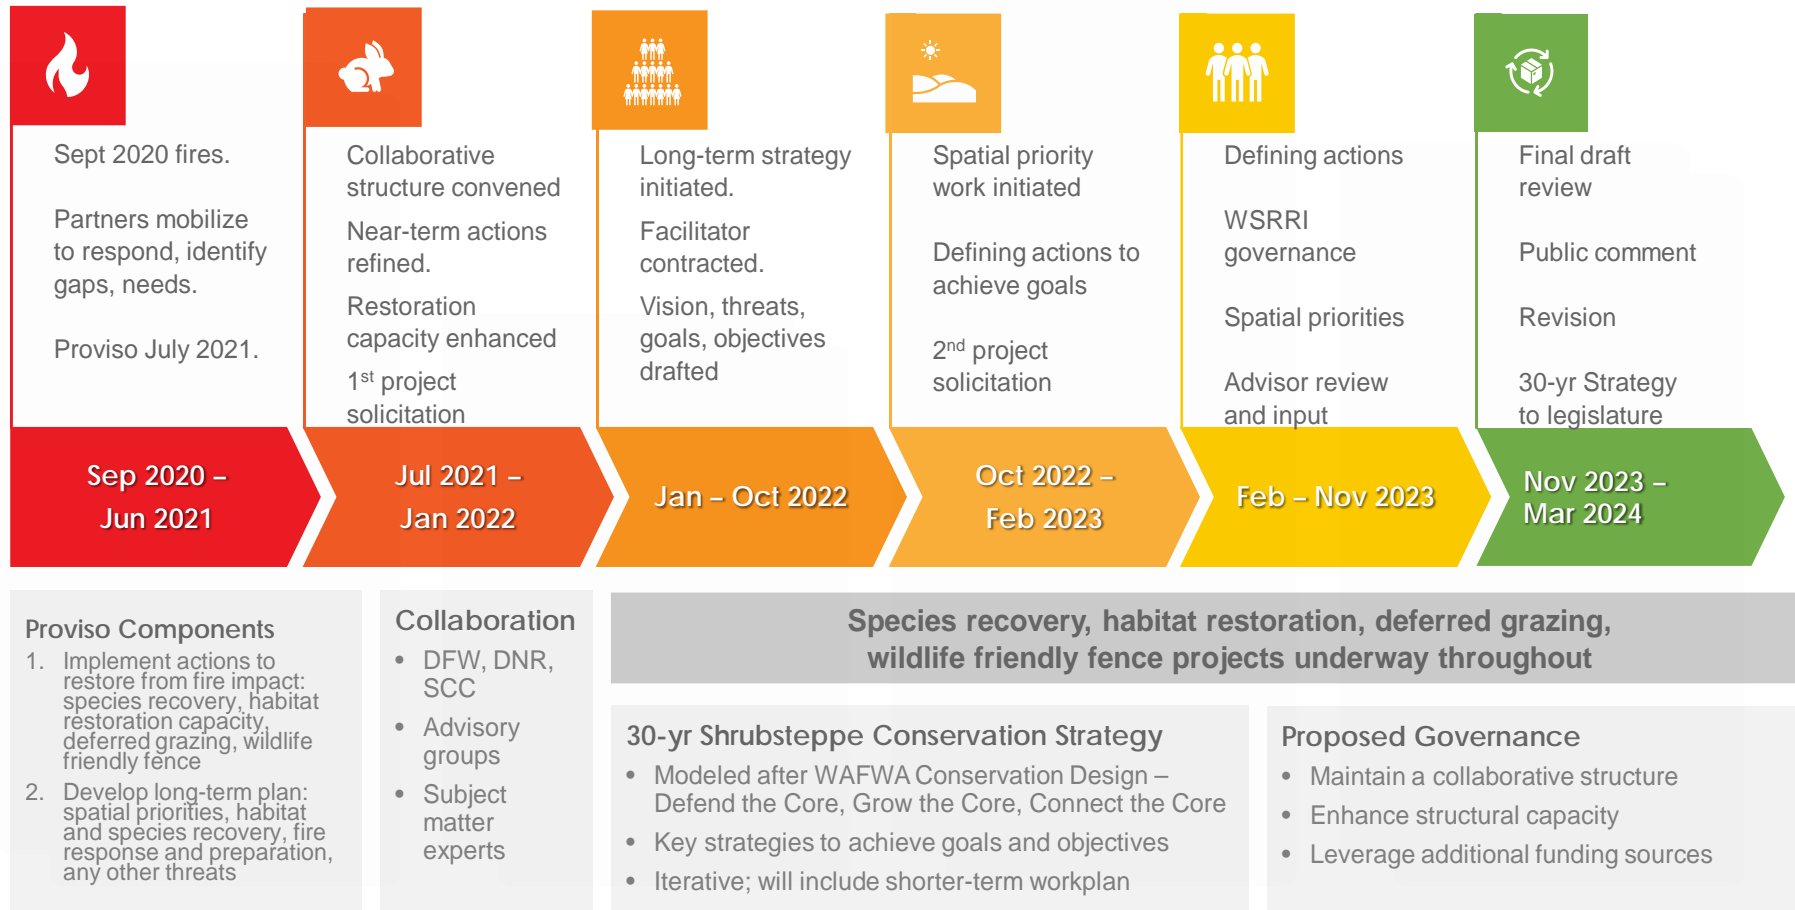 Sept 2020 fires.
Partners mobilize
to respond, identify
gaps, needs.
Proviso July 2021.
Collaborative
structure convened
Near-term actions
refined.
Restoration
capacity enhanced
1st project
solicitation
Long-term strategy
initiated.
Facilitator
contracted.
Vision, threats,
goals, objectives
drafted
Spatial priority
work initiated
Defining actions to
achieve goals
2nd project
solicitation
Defining actions
WSRRI
governance
Spatial priorities
Advisor review
and input
Final draft
review
Public comment
Revision
30-yr Strategy
to legislature
Sep 2020 –
Jun 2021
Jul 2021 –
Jan 2022
Jan – Oct 2022
Oct 2022 –
Feb 2023
Feb – Nov 2023
Nov 2023 –
Mar 2024
Proviso Components
1. Implement actions to
restore from fire impact:
species recovery, habitat
restoration capacity,
deferred grazing, wildlife
friendly fence
2. Develop long-term plan:
spatial priorities, habitat
and species recovery, fire
response and preparation,
any other threats
Collaboration
• DFW, DNR,
SCC
• Advisory
groups
• Subject
matter
experts
Species recovery, habitat restoration, deferred grazing,
wildlife friendly fence projects underway throughout
30-yr Shrubsteppe Conservation Strategy
• Modeled after WAFWA Conservation Design –
Defend the Core, Grow the Core, Connect the Core
• Key strategies to achieve goals and objectives
• Iterative; will include shorter-term workplan
Proposed Governance
• Maintain a collaborative structure
• Enhance structural capacity
• Leverage additional funding sources